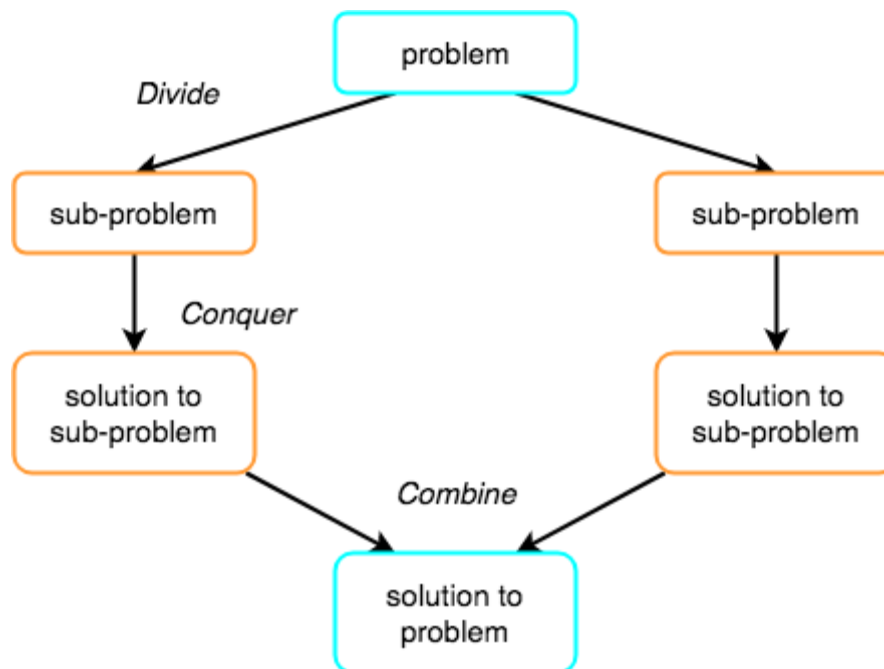 problem
Divide
sub-problem
sub-problem
Conquer
solution to
sub-problem
solution to
sub-problem
Combine
solution to
problem